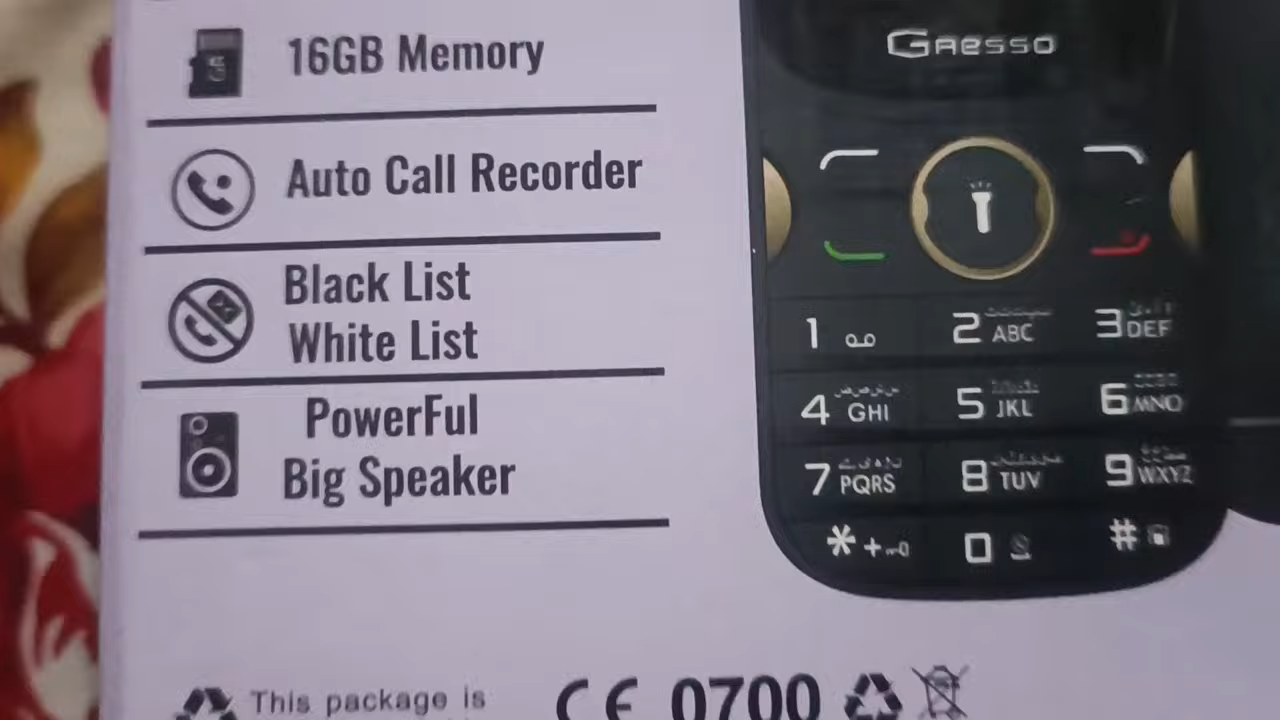 16GB Memory
Auto Call Recorder
Black List
White List
PowerFul
Big Speaker
This package is
CE 0700
GRESSO
1
2 ABC
3 DEF
4 GHI
5 JKL
6 MNO
7 PQRS
8 TUV
9 WXYZ
* +
0
#